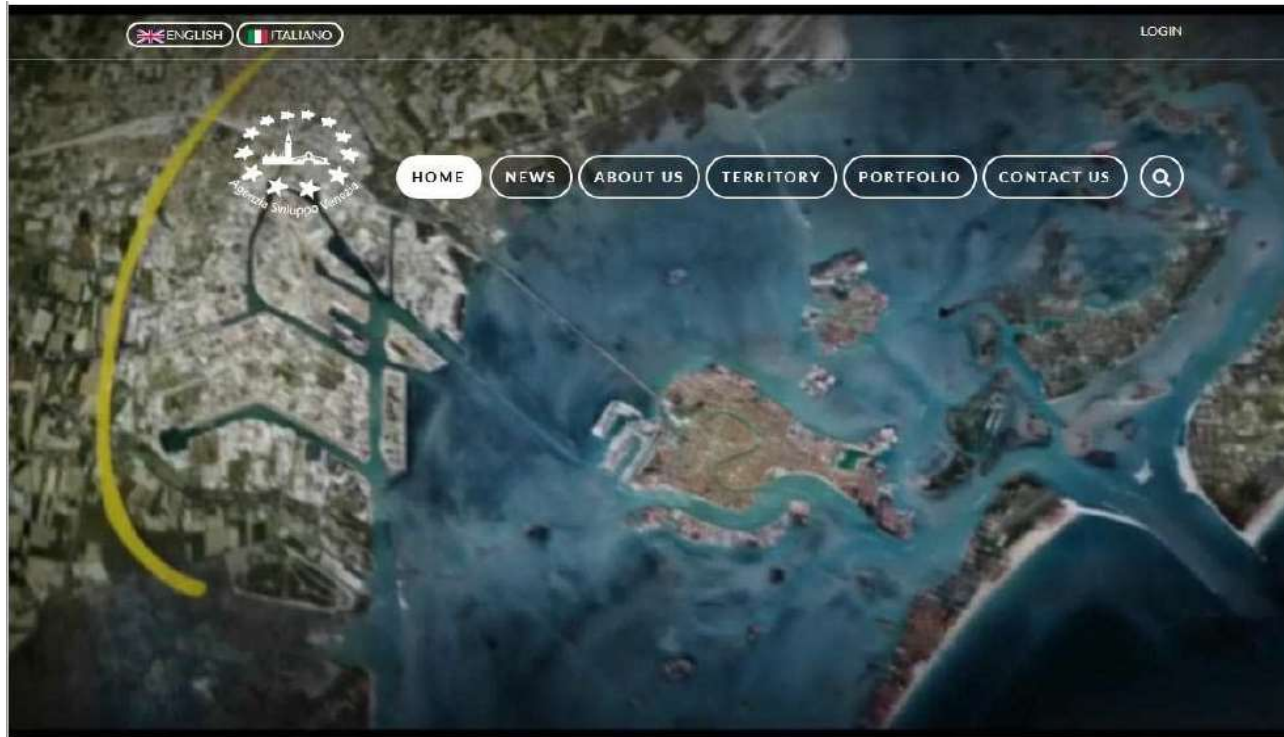 ENGLISH ITALIANO LOGIN
HOME NEWS ABOUT US TERRITORY PORTFOLIO CONTACT US
Agenzia Sviluppo Venezia